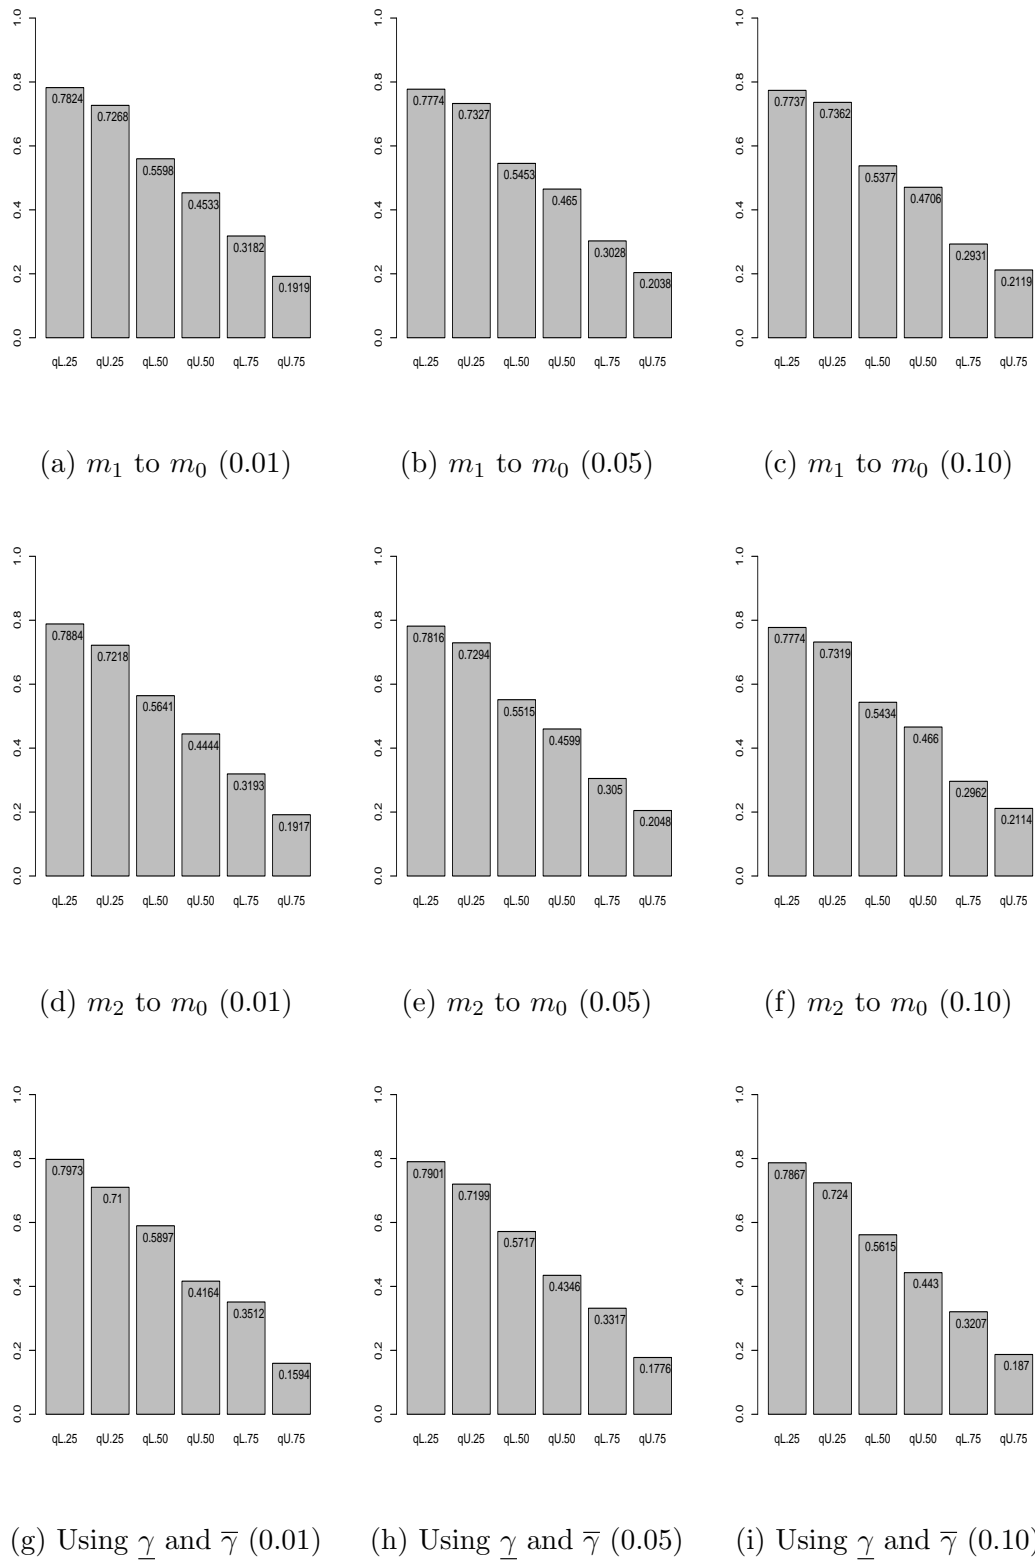 1.0 1.0 1.0
0.8 0.8 0.8
0.7824 0.7774 0.7737
0.7268 0.7327 0.7362
0.6 0.6 0.6
0.5598 0.5453 0.5377
0.4533 0.465 0.4706
0.4 0.4 0.4
0.3182 0.3028 0.2931
0.2 0.2 0.2
0.1919 0.2038 0.2119
0.0 0.0 0.0
qL.25 qU.25 qL.50 qU.50 qL.75 qU.75 qL.25 qU.25 qL.50 qU.50 qL.75 qU.75 qL.25 qU.25 qL.50 qU.50 qL.75 qU.75
(a) m₁ to m₀ (0.01) (b) m₁ to m₀ (0.05) (c) m₁ to m₀ (0.10)
1.0 1.0 1.0
0.8 0.8 0.8
0.7884 0.7816 0.7774
0.7218 0.7294 0.7319
0.6 0.6 0.6
0.5641 0.5515 0.5434
0.4444 0.4599 0.466
0.4 0.4 0.4
0.3193 0.305 0.2962
0.2 0.2 0.2
0.1917 0.2048 0.2114
0.0 0.0 0.0
qL.25 qU.25 qL.50 qU.50 qL.75 qU.75 qL.25 qU.25 qL.50 qU.50 qL.75 qU.75 qL.25 qU.25 qL.50 qU.50 qL.75 qU.75
(d) m₂ to m₀ (0.01) (e) m₂ to m₀ (0.05) (f) m₂ to m₀ (0.10)
1.0 1.0 1.0
0.8 0.8 0.8
0.7973 0.7901 0.7867
0.71 0.7199 0.724
0.6 0.6 0.6
0.5897 0.5717 0.5615
0.4164 0.4346 0.443
0.4 0.4 0.4
0.3512 0.3317 0.3207
0.2 0.2 0.2
0.1594 0.1776 0.187
0.0 0.0 0.0
qL.25 qU.25 qL.50 qU.50 qL.75 qU.75 qL.25 qU.25 qL.50 qU.50 qL.75 qU.75 qL.25 qU.25 qL.50 qU.50 qL.75 qU.75
(g) Using γ̲ and γ̅ (0.01) (h) Using γ̲ and γ̅ (0.05) (i) Using γ̲ and γ̅ (0.10)